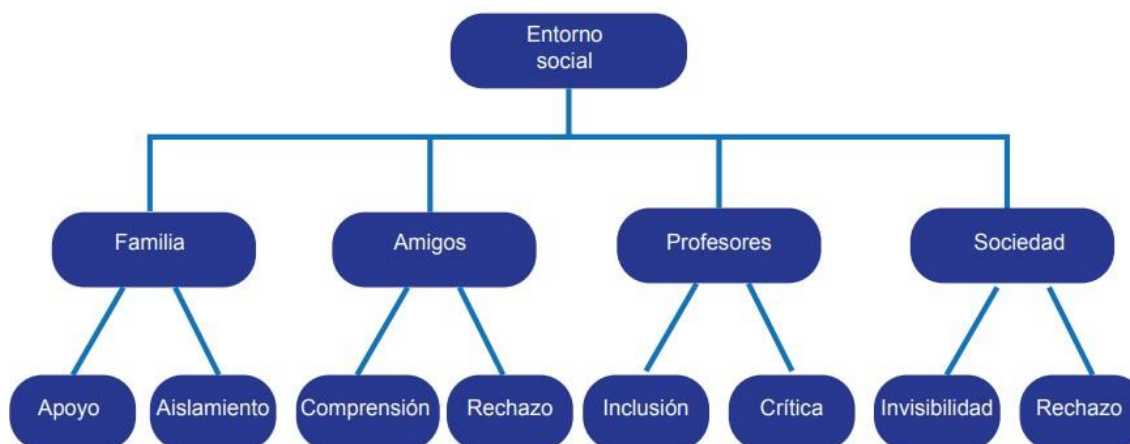 Entorno
social
Familia
Amigos
Profesores
Sociedad
Apoyo
Aislamiento
Comprensión
Rechazo
Inclusión
Crítica
Invisibilidad
Rechazo